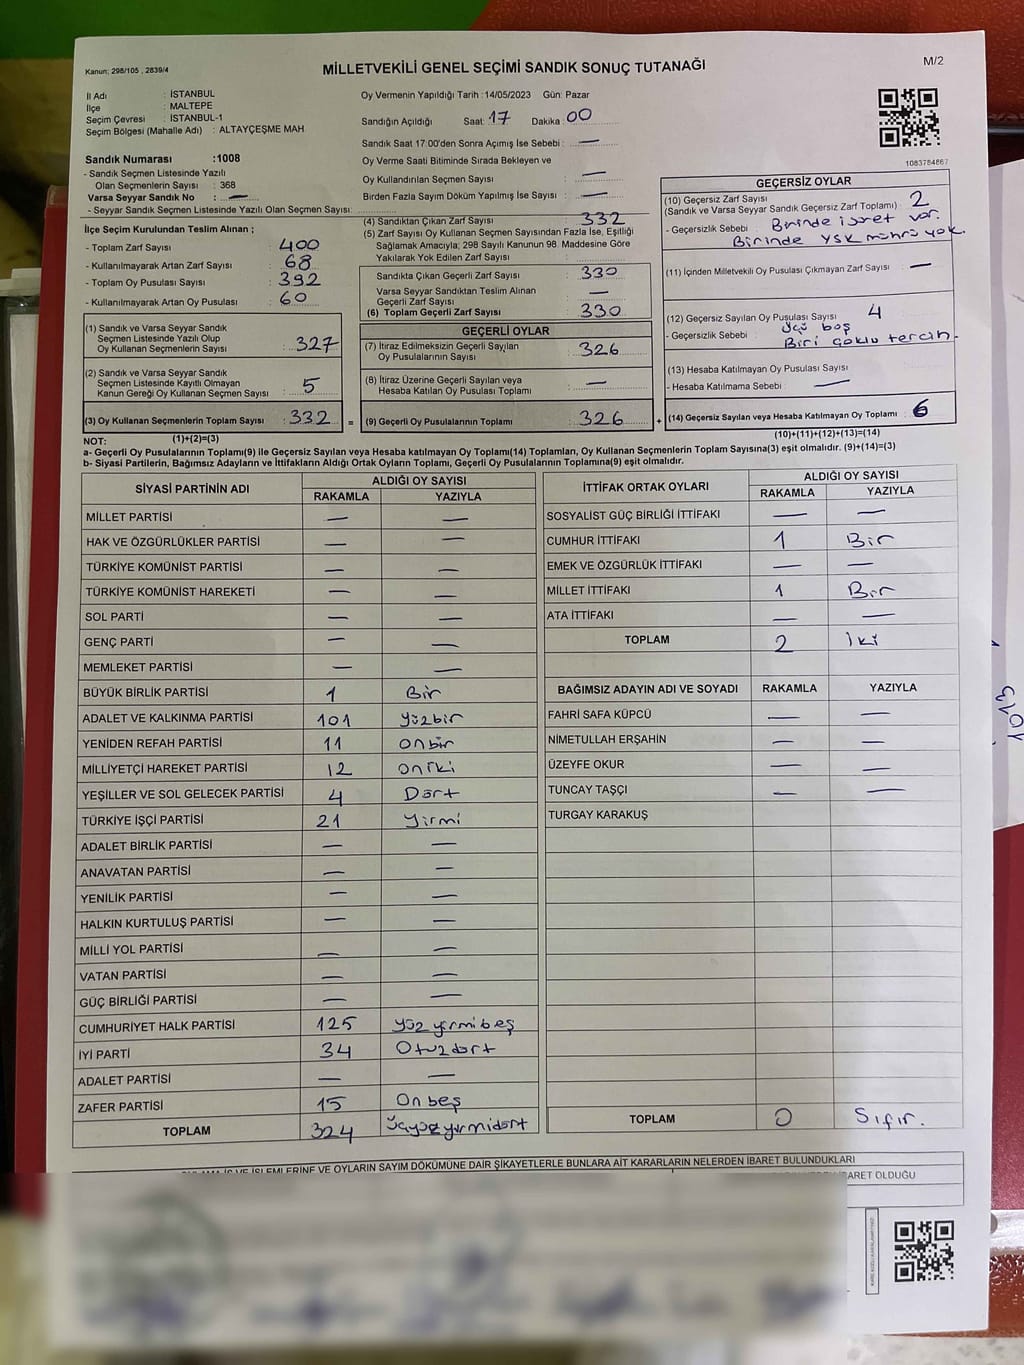 Kanun: 298/105 , 2839/4
MİLLETVEKİLİ GENEL SEÇİMİ SANDIK SONUÇ TUTANAĞI
M/2
İl Adı : İSTANBUL
İlçe : MALTEPE
Seçim Çevresi : İSTANBUL-1
Seçim Bölgesi (Mahalle Adı) : ALTAYÇEŞME MAH
Sandık Numarası :1008
- Sandık Seçmen Listesinde Yazılı
Olan Seçmenlerin Sayısı : 368
Varsa Seyyar Sandık No : —
- Seyyar Sandık Seçmen Listesinde Yazılı Olan Seçmen Sayısı:
Oy Vermenin Yapıldığı Tarih :14/05/2023 Gün: Pazar
Sandığın Açıldığı Saat: 17 Dakika: 00
Sandık Saat 17:00'den Sonra Açımış İse Sebebi : —
Oy Verme Saati Bitiminde Sırada Bekleyen ve
Oy Kullandırılan Seçmen Sayısı : —
Birden Fazla Sayım Döküm Yapılmış İse Sayısı : —
1083784867
İlçe Seçim Kurulundan Teslim Alınan ;
- Toplam Zarf Sayısı : 400
- Kullanılmayarak Artan Zarf Sayısı : 68
- Toplam Oy Pusulası Sayısı : 392
- Kullanılmayarak Artan Oy Pusulası : 60
(1) Sandık ve Varsa Seyyar Sandık
Seçmen Listesinde Yazılı Olup
Oy Kullanan Seçmenlerin Sayısı : 327
(2) Sandık ve Varsa Seyyar Sandık
Seçmen Listesinde Kayıtlı Olmayan
Kanun Gereği Oy Kullanan Seçmen Sayısı : 5
(3) Oy Kullanan Seçmenlerin Toplam Sayısı : 332
(1)+(2)=(3)
(4) Sandıktan Çıkan Zarf Sayısı : 332
(5) Zarf Sayısı Oy Kullanan Seçmen Sayısından Fazla İse, Eşitliği
Sağlamak Amacıyla; 298 Sayılı Kanunun 98. Maddesine Göre
Yakılarak Yok Edilen Zarf Sayısı :
Sandıkta Çıkan Geçerli Zarf Sayısı : 330
Varsa Seyyar Sandıktan Teslim Alınan
Geçerli Zarf Sayısı : —
(6) Toplam Geçerli Zarf Sayısı : 330
GEÇERLİ OYLAR
(7) İtiraz Edilmeksizin Geçerli Sayılan
Oy Pusulalarının Sayısı : 326
(8) İtiraz Üzerine Geçerli Sayılan veya
Hesaba Katılan Oy Pusulası Toplamı : —
= (9) Geçerli Oy Pusulalarının Toplamı : 326
GEÇERSİZ OYLAR
(10) Geçersiz Zarf Sayısı
(Sandık ve Varsa Seyyar Sandık Geçersiz Zarf Toplamı) : 2
- Geçersizlik Sebebi : Birinde işaret var.
Birinde YSK mührü yok.
(11) İçinden Milletvekili Oy Pusulası Çıkmayan Zarf Sayısı : —
(12) Geçersiz Sayılan Oy Pusulası Sayısı : 4
- Geçersizlik Sebebi : üçü boş
Biri çoklu tercih.
(13) Hesaba Katılmayan Oy Pusulası Sayısı :
- Hesaba Katılmama Sebebi : —
+ (14) Geçersiz Sayılan veya Hesaba Katılmayan Oy Toplamı : 6
(10)+(11)+(12)+(13)=(14)
NOT:
a- Geçerli Oy Pusulalarının Toplamı(9) ile Geçersiz Sayılan veya Hesaba katılmayan Oy Toplamı(14) Toplamları, Oy Kullanan Seçmenlerin Toplam Sayısına(3) eşit olmalıdır. (9)+(14)=(3)
b- Siyasi Partilerin, Bağımsız Adayların ve İttifakların Aldığı Ortak Oyların Toplamı, Geçerli Oy Pusulalarının Toplamına(9) eşit olmalıdır.
SİYASİ PARTİNİN ADI ALDIĞI OY SAYISI
RAKAMLA YAZIYLA
MİLLET PARTİSİ — —
HAK VE ÖZGÜRLÜKLER PARTİSİ — —
TÜRKİYE KOMÜNİST PARTİSİ — —
TÜRKİYE KOMÜNİST HAREKETİ — —
SOL PARTİ — —
GENÇ PARTİ — —
MEMLEKET PARTİSİ — —
BÜYÜK BİRLİK PARTİSİ 1 Bir
ADALET VE KALKINMA PARTİSİ 101 yüzbir
YENİDEN REFAH PARTİSİ 11 onbir
MİLLİYETÇİ HAREKET PARTİSİ 12 oniki
YEŞİLLER VE SOL GELECEK PARTİSİ 4 Dört
TÜRKİYE İŞÇİ PARTİSİ 21 Yirmi
ADALET BİRLİK PARTİSİ — —
ANAVATAN PARTİSİ — —
YENİLİK PARTİSİ — —
HALKIN KURTULUŞ PARTİSİ — —
MİLLİ YOL PARTİSİ — —
VATAN PARTİSİ — —
GÜÇ BİRLİĞİ PARTİSİ — —
CUMHURİYET HALK PARTİSİ 125 yüz yirmi beş
İYİ PARTİ 34 Otuzdört
ADALET PARTİSİ — —
ZAFER PARTİSİ 15 On beş
TOPLAM 324 üçyüz yirmidört
İTTİFAK ORTAK OYLARI ALDIĞI OY SAYISI
RAKAMLA YAZIYLA
SOSYALİST GÜÇ BİRLİĞİ İTTİFAKI — —
CUMHUR İTTİFAKI 1 Bir
EMEK VE ÖZGÜRLÜK İTTİFAKI — —
MİLLET İTTİFAKI 1 Bir
ATA İTTİFAKI — —
TOPLAM 2 iki
BAĞIMSIZ ADAYIN ADI VE SOYADI RAKAMLA YAZIYLA
FAHRİ SAFA KÜPCÜ — —
NİMETULLAH ERŞAHİN — —
ÜZEYFE OKUR — —
TUNCAY TAŞÇI — —
TURGAY KARAKUŞ
TOPLAM 0 Sıfır.
İŞ VE İŞLEMLERİNE VE OYLARIN SAYIM DÖKÜMÜNE DAİR ŞİKAYETLERLE BUNLARA AİT KARARLARIN NELERDEN İBARET BULUNDUKLARI
İBARET OLDUĞU
1013